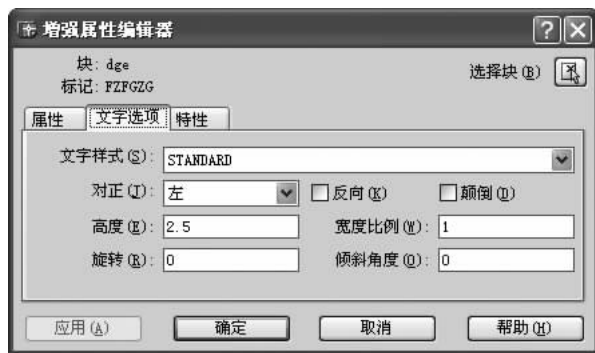 增强属性编辑器
块: dge
标记: FZFGZG
选择块(B)
属性 文字选项 特性
文字样式(S): STANDARD
对正(J): 左 反向(K) 颠倒(D)
高度(E): 2.5 宽度比例(W): 1
旋转(R): 0 倾斜角度(O): 0
应用(A) 确定 取消 帮助(H)